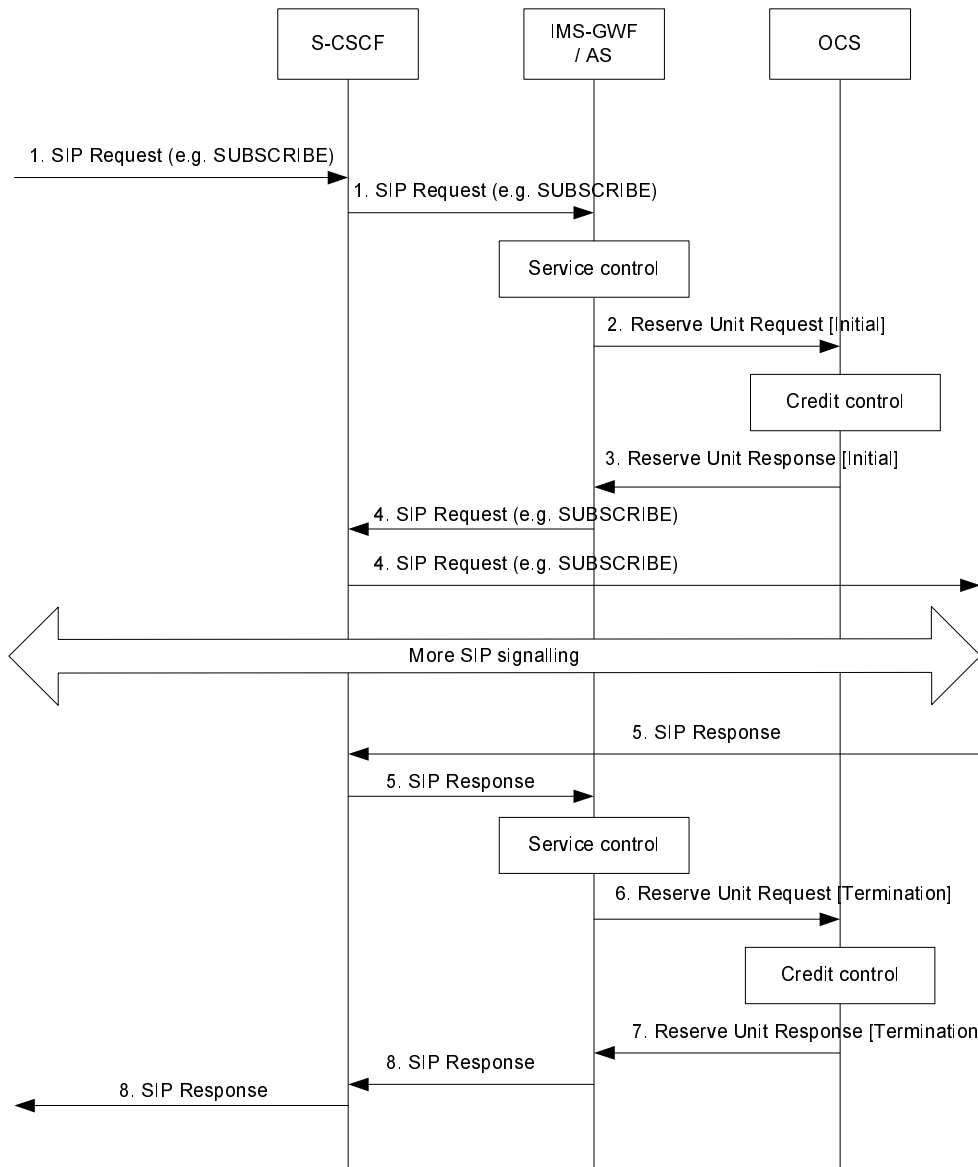 S-CSCF
IMS-GWF
/ AS
OCS
1. SIP Request (e.g. SUBSCRIBE)
1. SIP Request (e.g. SUBSCRIBE)
Service control
2. Reserve Unit Request [Initial]
Credit control
3. Reserve Unit Response [Initial]
4. SIP Request (e.g. SUBSCRIBE)
4. SIP Request (e.g. SUBSCRIBE)
More SIP signalling
5. SIP Response
5. SIP Response
Service control
6. Reserve Unit Request [Termination]
Credit control
7. Reserve Unit Response [Termination
8. SIP Response
8. SIP Response